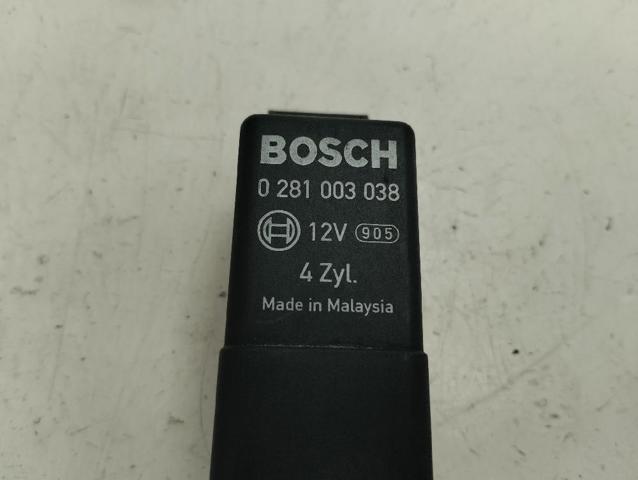 BOSCH
0 281 003 038
12V 905
4 Zyl.
Made in Malaysia